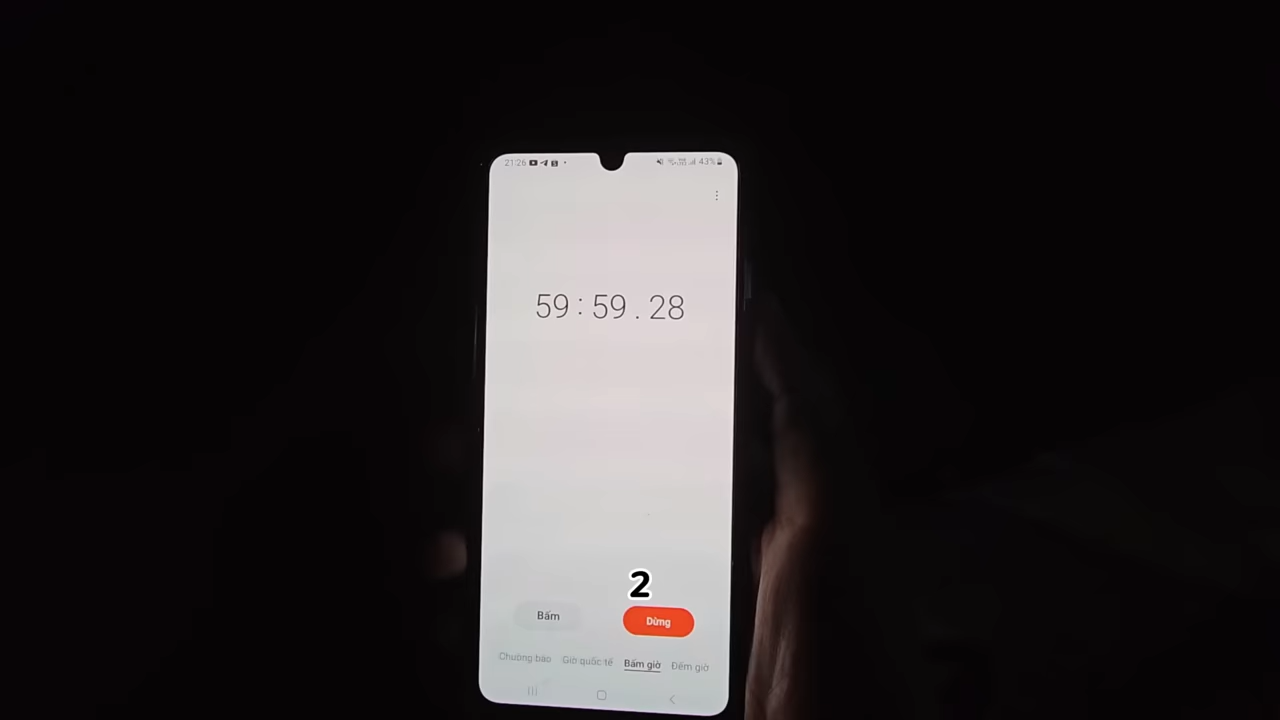 21:26 43%
59:59.28
2
Bấm Dừng
Chuông báo Giờ quốc tế Bấm giờ Đếm giờ